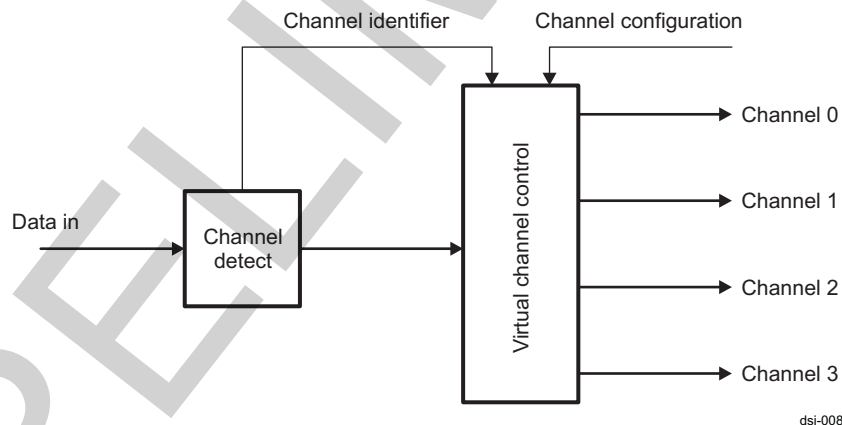 Channel identifier
Channel configuration
Channel 0
Channel 1
Data in
Channel
detect
Virtual channel control
Channel 2
Channel 3
dsi-008